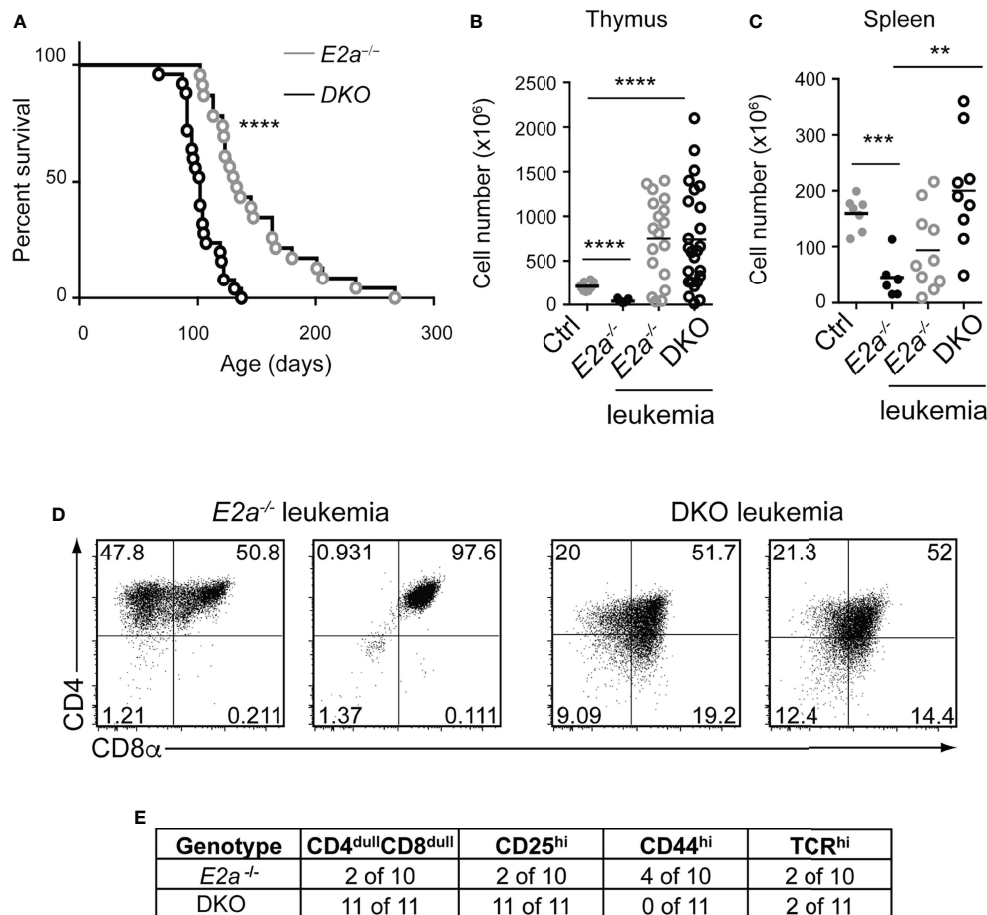 A
E2a⁻/⁻
DKO
****
Percent survival
100
50
0
0
100
200
300
Age (days)
B
Thymus
Cell number (x10⁶)
2500
2000
1500
1000
500
0
****
****
Ctrl
E2a⁻/⁻
E2a⁻/⁻
DKO
leukemia
C
Spleen
Cell number (x10⁶)
400
300
200
100
0
**
***
Ctrl
E2a⁻/⁻
E2a⁻/⁻
DKO
leukemia
D
E2a⁻/⁻ leukemia
DKO leukemia
47.8 50.8
1.21 0.211
0.931 97.6
1.37 0.111
20 51.7
9.09 19.2
21.3 52
12.4 14.4
CD4
CD8α
E
Genotype CD4ᵈᵘˡˡCD8ᵈᵘˡˡ CD25ʰⁱ CD44ʰⁱ TCRʰⁱ
E2a⁻/⁻ 2 of 10 2 of 10 4 of 10 2 of 10
DKO 11 of 11 11 of 11 0 of 11 2 of 11